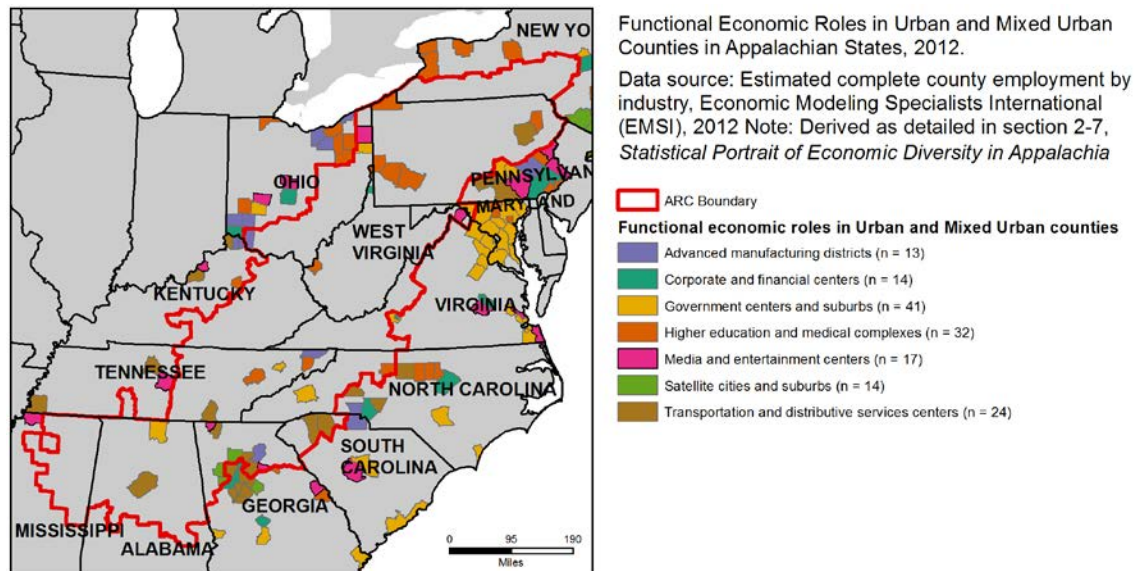 NEW YO
OHIO
PENNSYLVAN
MARYLAND
WEST
VIRGINIA
KENTUCKY
VIRGINIA
TENNESSEE
NORTH CAROLINA
SOUTH
CAROLINA
GEORGIA
MISSISSIPPI
ALABAMA
0 95 190
Miles
Functional Economic Roles in Urban and Mixed Urban
Counties in Appalachian States, 2012.
Data source: Estimated complete county employment by
industry, Economic Modeling Specialists International
(EMSI), 2012 Note: Derived as detailed in section 2-7,
Statistical Portrait of Economic Diversity in Appalachia
ARC Boundary
Functional economic roles in Urban and Mixed Urban counties
Advanced manufacturing districts (n = 13)
Corporate and financial centers (n = 14)
Government centers and suburbs (n = 41)
Higher education and medical complexes (n = 32)
Media and entertainment centers (n = 17)
Satellite cities and suburbs (n = 14)
Transportation and distributive services centers (n = 24)